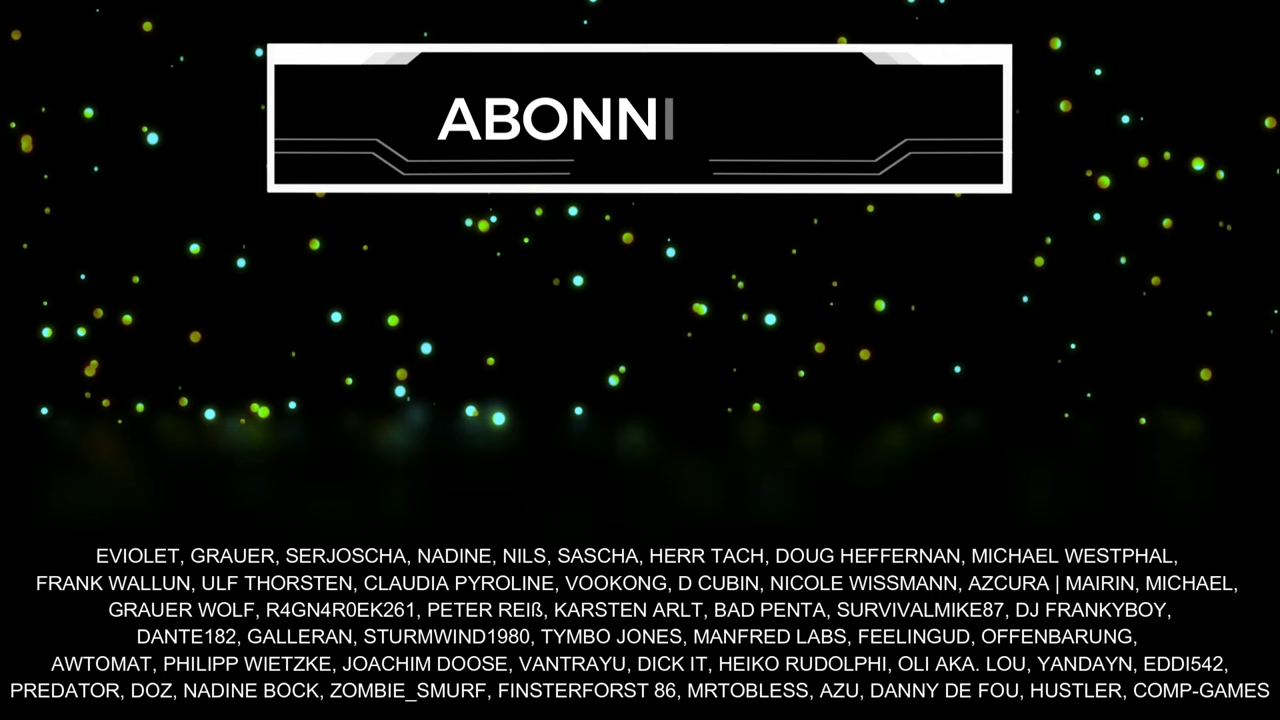 ABONNI
EVIOLET, GRAUER, SERJOSCHA, NADINE, NILS, SASCHA, HERR TACH, DOUG HEFFERNAN, MICHAEL WESTPHAL,
FRANK WALLUN, ULF THORSTEN, CLAUDIA PYROLINE, VOOKONG, D CUBIN, NICOLE WISSMANN, AZCURA | MAIRIN, MICHAEL,
GRAUER WOLF, R4GN4R0EK261, PETER REIß, KARSTEN ARLT, BAD PENTA, SURVIVALMIKE87, DJ FRANKYBOY,
DANTE182, GALLERAN, STURMWIND1980, TYMBO JONES, MANFRED LABS, FEELINGUD, OFFENBARUNG,
AWTOMAT, PHILIPP WIETZKE, JOACHIM DOOSE, VANTRAYU, DICK IT, HEIKO RUDOLPHI, OLI AKA. LOU, YANDAYN, EDDI542,
PREDATOR, DOZ, NADINE BOCK, ZOMBIE_SMURF, FINSTERFORST 86, MRTOBLESS, AZU, DANNY DE FOU, HUSTLER, COMP-GAMES